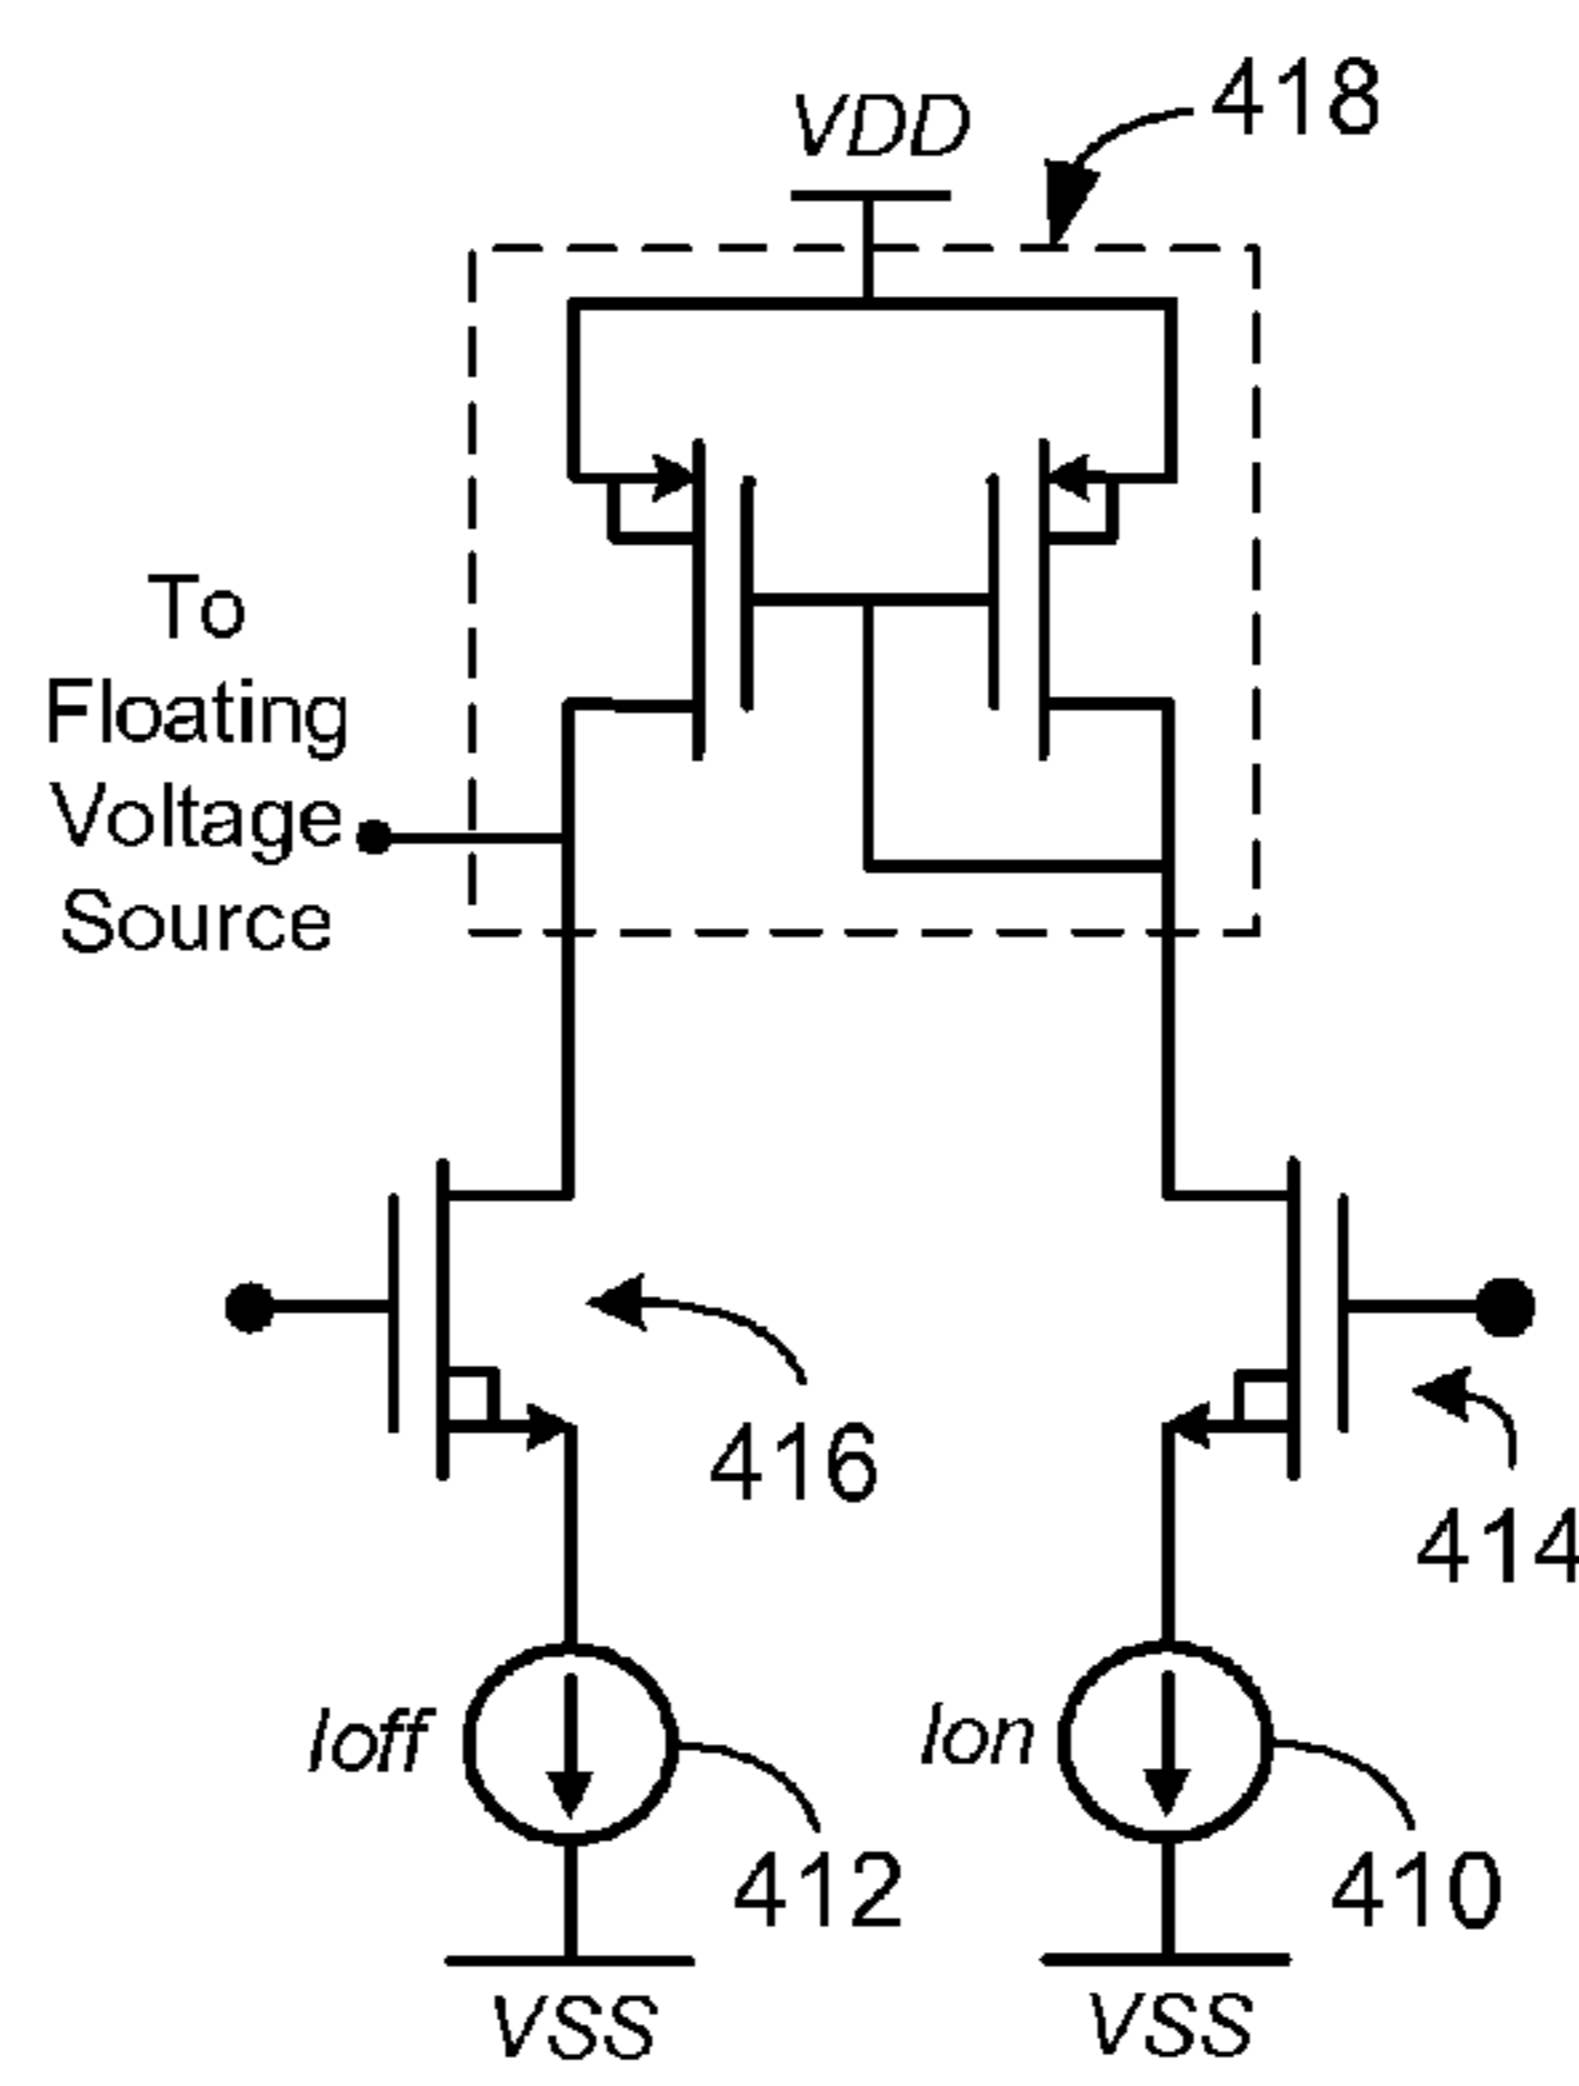 418
VDD
To
Floating
Voltage
Source
416
414
Ioff
Ion
412
410
VSS
VSS